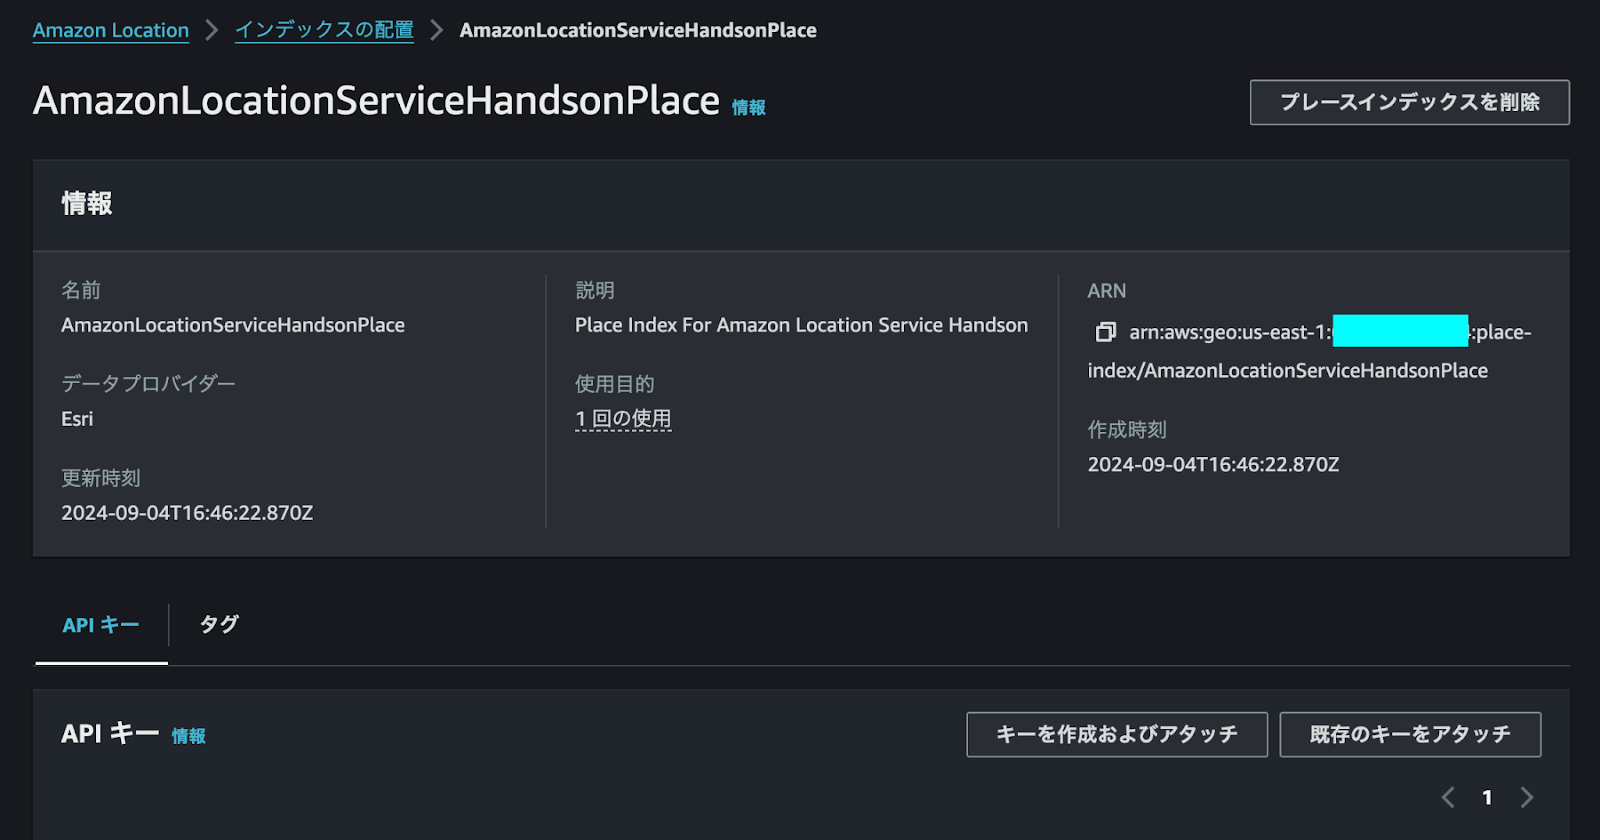 Amazon Location > インデックスの配置 > AmazonLocationServiceHandsonPlace
AmazonLocationServiceHandsonPlace 情報
プレースインデックスを削除
情報
名前
AmazonLocationServiceHandsonPlace
データプロバイダー
Esri
更新時刻
2024-09-04T16:46:22.870Z
説明
Place Index For Amazon Location Service Handson
使用目的
1 回の使用
ARN
arn:aws:geo:us-east-1: :place-
index/AmazonLocationServiceHandsonPlace
作成時刻
2024-09-04T16:46:22.870Z
API キー
タグ
API キー 情報
キーを作成およびアタッチ
既存のキーをアタッチ
< 1 >